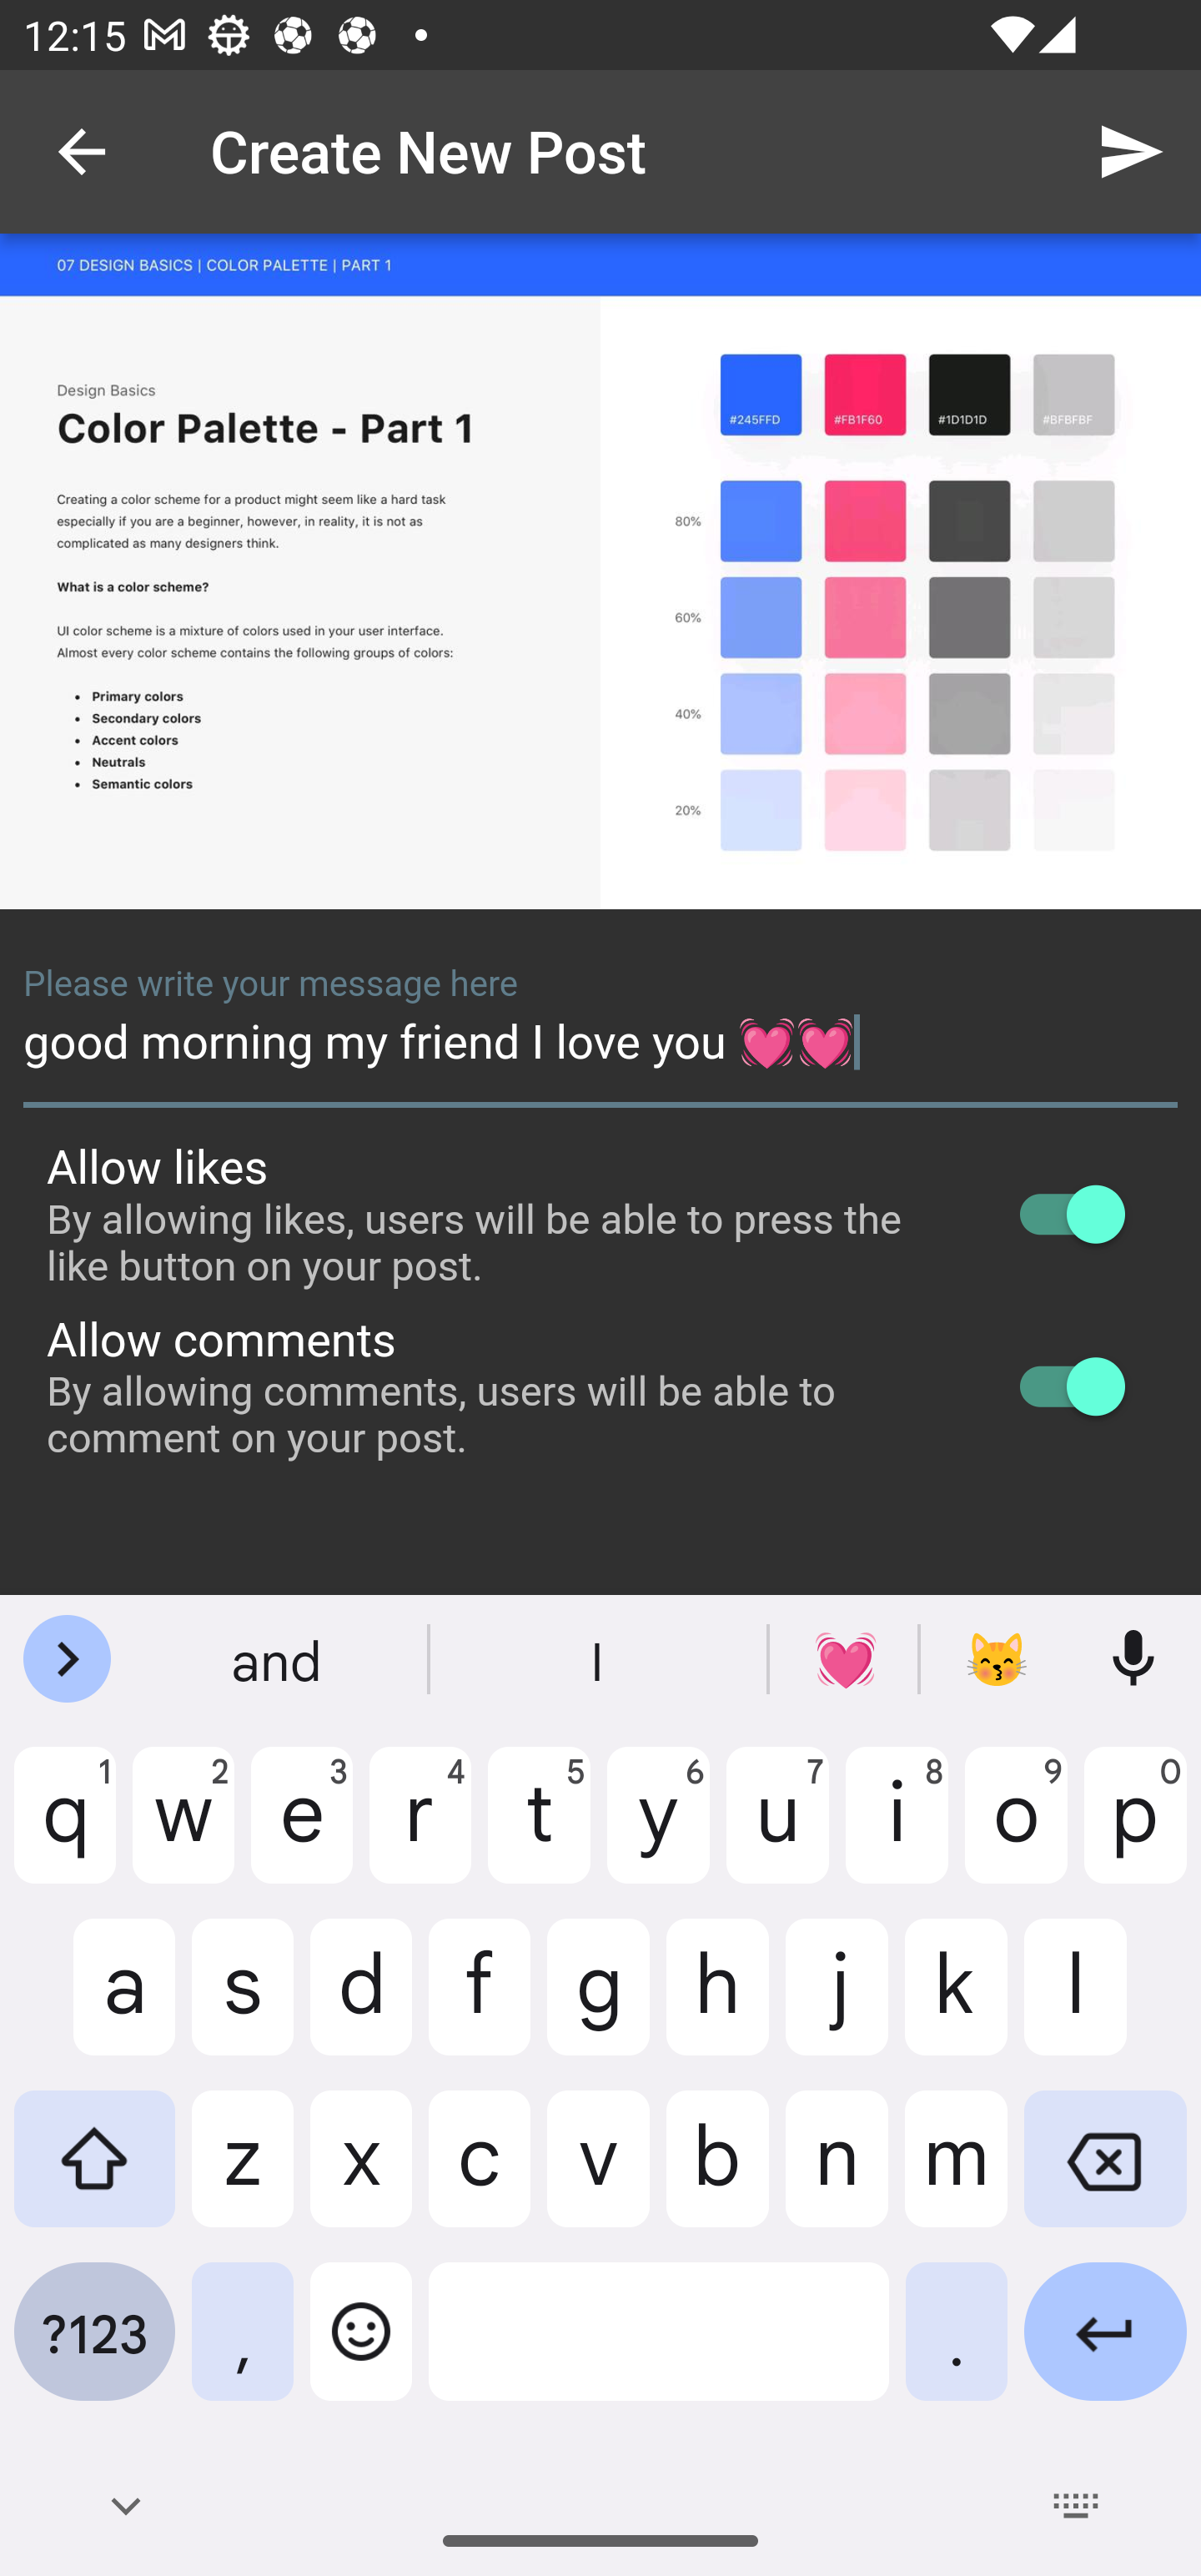 12:15
Create New Post
07 DESIGN BASICS | COLOR PALETTE | PART 1
Design Basics
Color Palette - Part 1
Creating a color scheme for a product might seem like a hard task
especially if you are a beginner, however, in reality, it is not as
complicated as many designers think.
What is a color scheme?
UI color scheme is a mixture of colors used in your user interface.
Almost every color scheme contains the following groups of colors:
• Primary colors
• Secondary colors
• Accent colors
• Neutrals
• Semantic colors
#245FFD #FB1F60 #1D1D1D #BFBFBF
80%
60%
40%
20%
Please write your message here
good morning my friend I love you 💓💓
Allow likes
By allowing likes, users will be able to press the
like button on your post.
Allow comments
By allowing comments, users will be able to
comment on your post.
and I 💓 😽
q 1 w 2 e 3 r 4 t 5 y 6 u 7 i 8 o 9 p 0
a s d f g h j k l
z x c v b n m
?123 , .